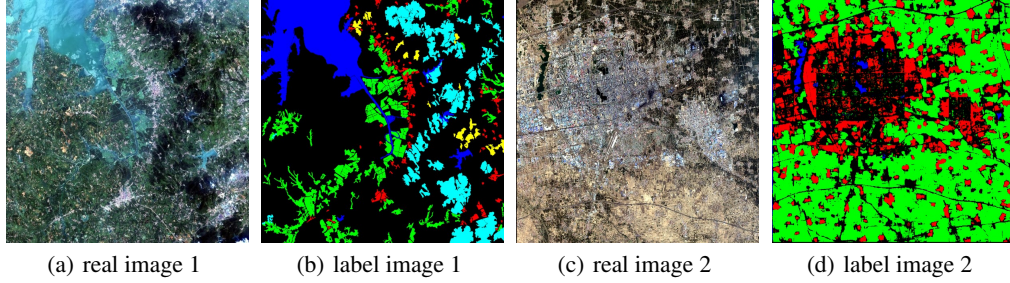 (a) real image 1
(b) label image 1
(c) real image 2
(d) label image 2